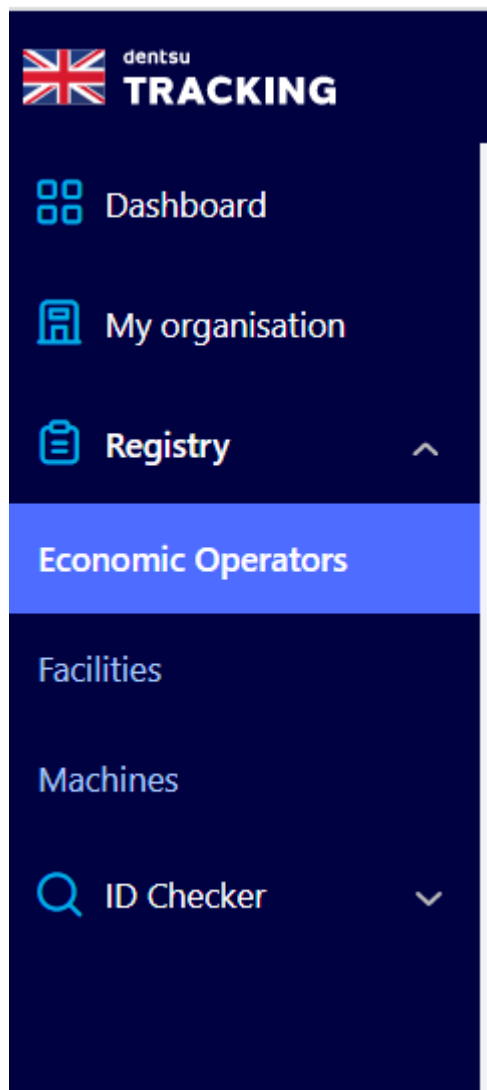 dentsu
TRACKING
Dashboard
My organisation
Registry
Economic Operators
Facilities
Machines
ID Checker